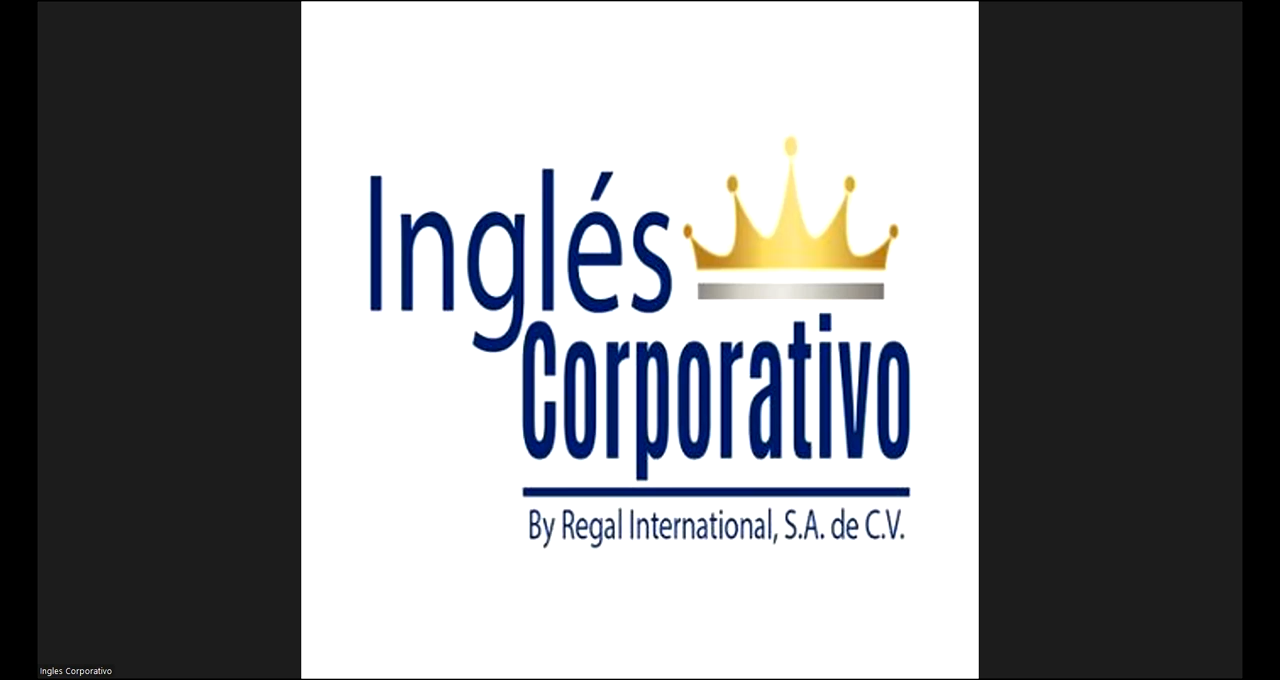 Inglés
Corporativo
By Regal International, S.A. de C.V.
Ingles Corporativo